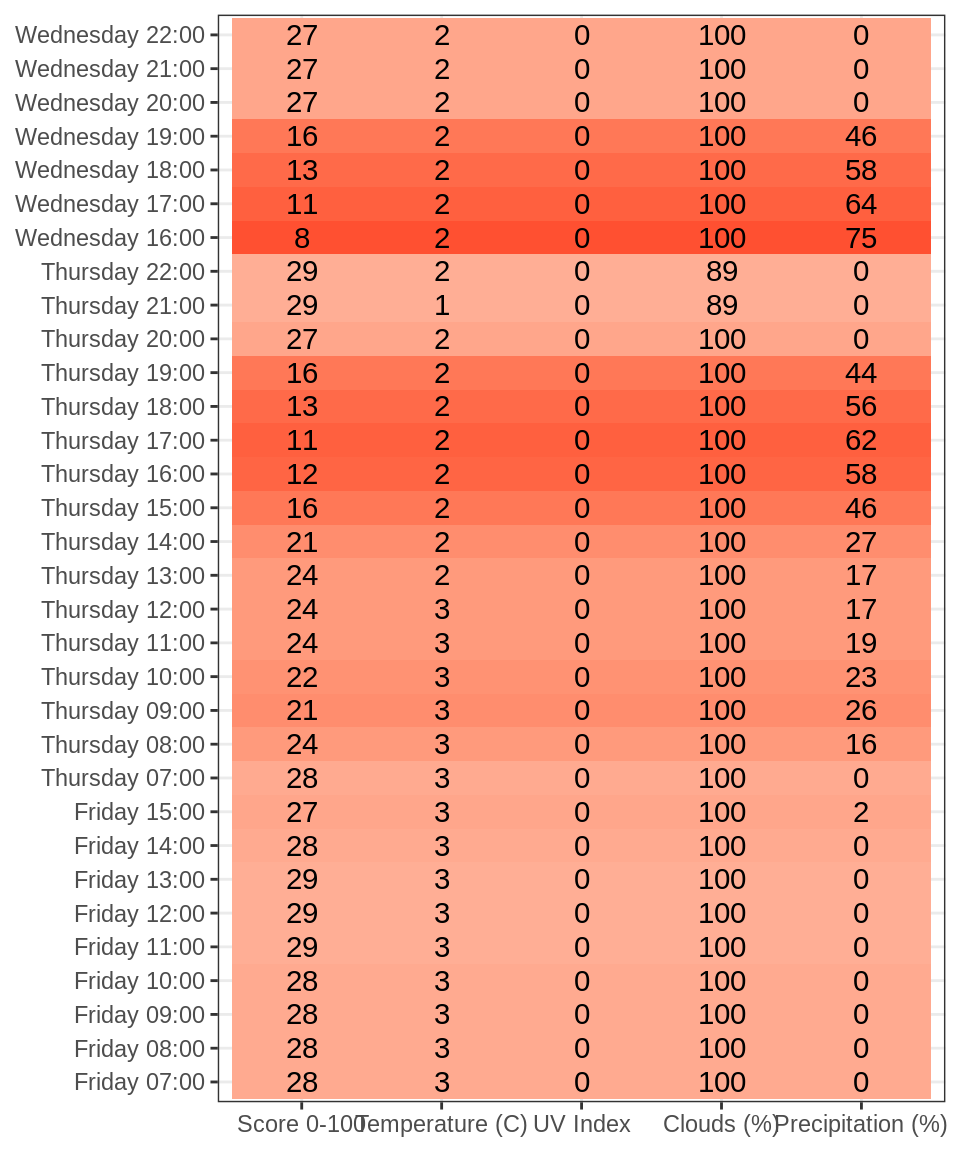 Wednesday 22:00 27 2 0 100 0
Wednesday 21:00 27 2 0 100 0
Wednesday 20:00 27 2 0 100 0
Wednesday 19:00 16 2 0 100 46
Wednesday 18:00 13 2 0 100 58
Wednesday 17:00 11 2 0 100 64
Wednesday 16:00 8 2 0 100 75
Thursday 22:00 29 2 0 89 0
Thursday 21:00 29 1 0 89 0
Thursday 20:00 27 2 0 100 0
Thursday 19:00 16 2 0 100 44
Thursday 18:00 13 2 0 100 56
Thursday 17:00 11 2 0 100 62
Thursday 16:00 12 2 0 100 58
Thursday 15:00 16 2 0 100 46
Thursday 14:00 21 2 0 100 27
Thursday 13:00 24 2 0 100 17
Thursday 12:00 24 3 0 100 17
Thursday 11:00 24 3 0 100 19
Thursday 10:00 22 3 0 100 23
Thursday 09:00 21 3 0 100 26
Thursday 08:00 24 3 0 100 16
Thursday 07:00 28 3 0 100 0
Friday 15:00 27 3 0 100 2
Friday 14:00 28 3 0 100 0
Friday 13:00 29 3 0 100 0
Friday 12:00 29 3 0 100 0
Friday 11:00 29 3 0 100 0
Friday 10:00 28 3 0 100 0
Friday 09:00 28 3 0 100 0
Friday 08:00 28 3 0 100 0
Friday 07:00 28 3 0 100 0
Score 0-100 Temperature (C) UV Index Clouds (%) Precipitation (%)